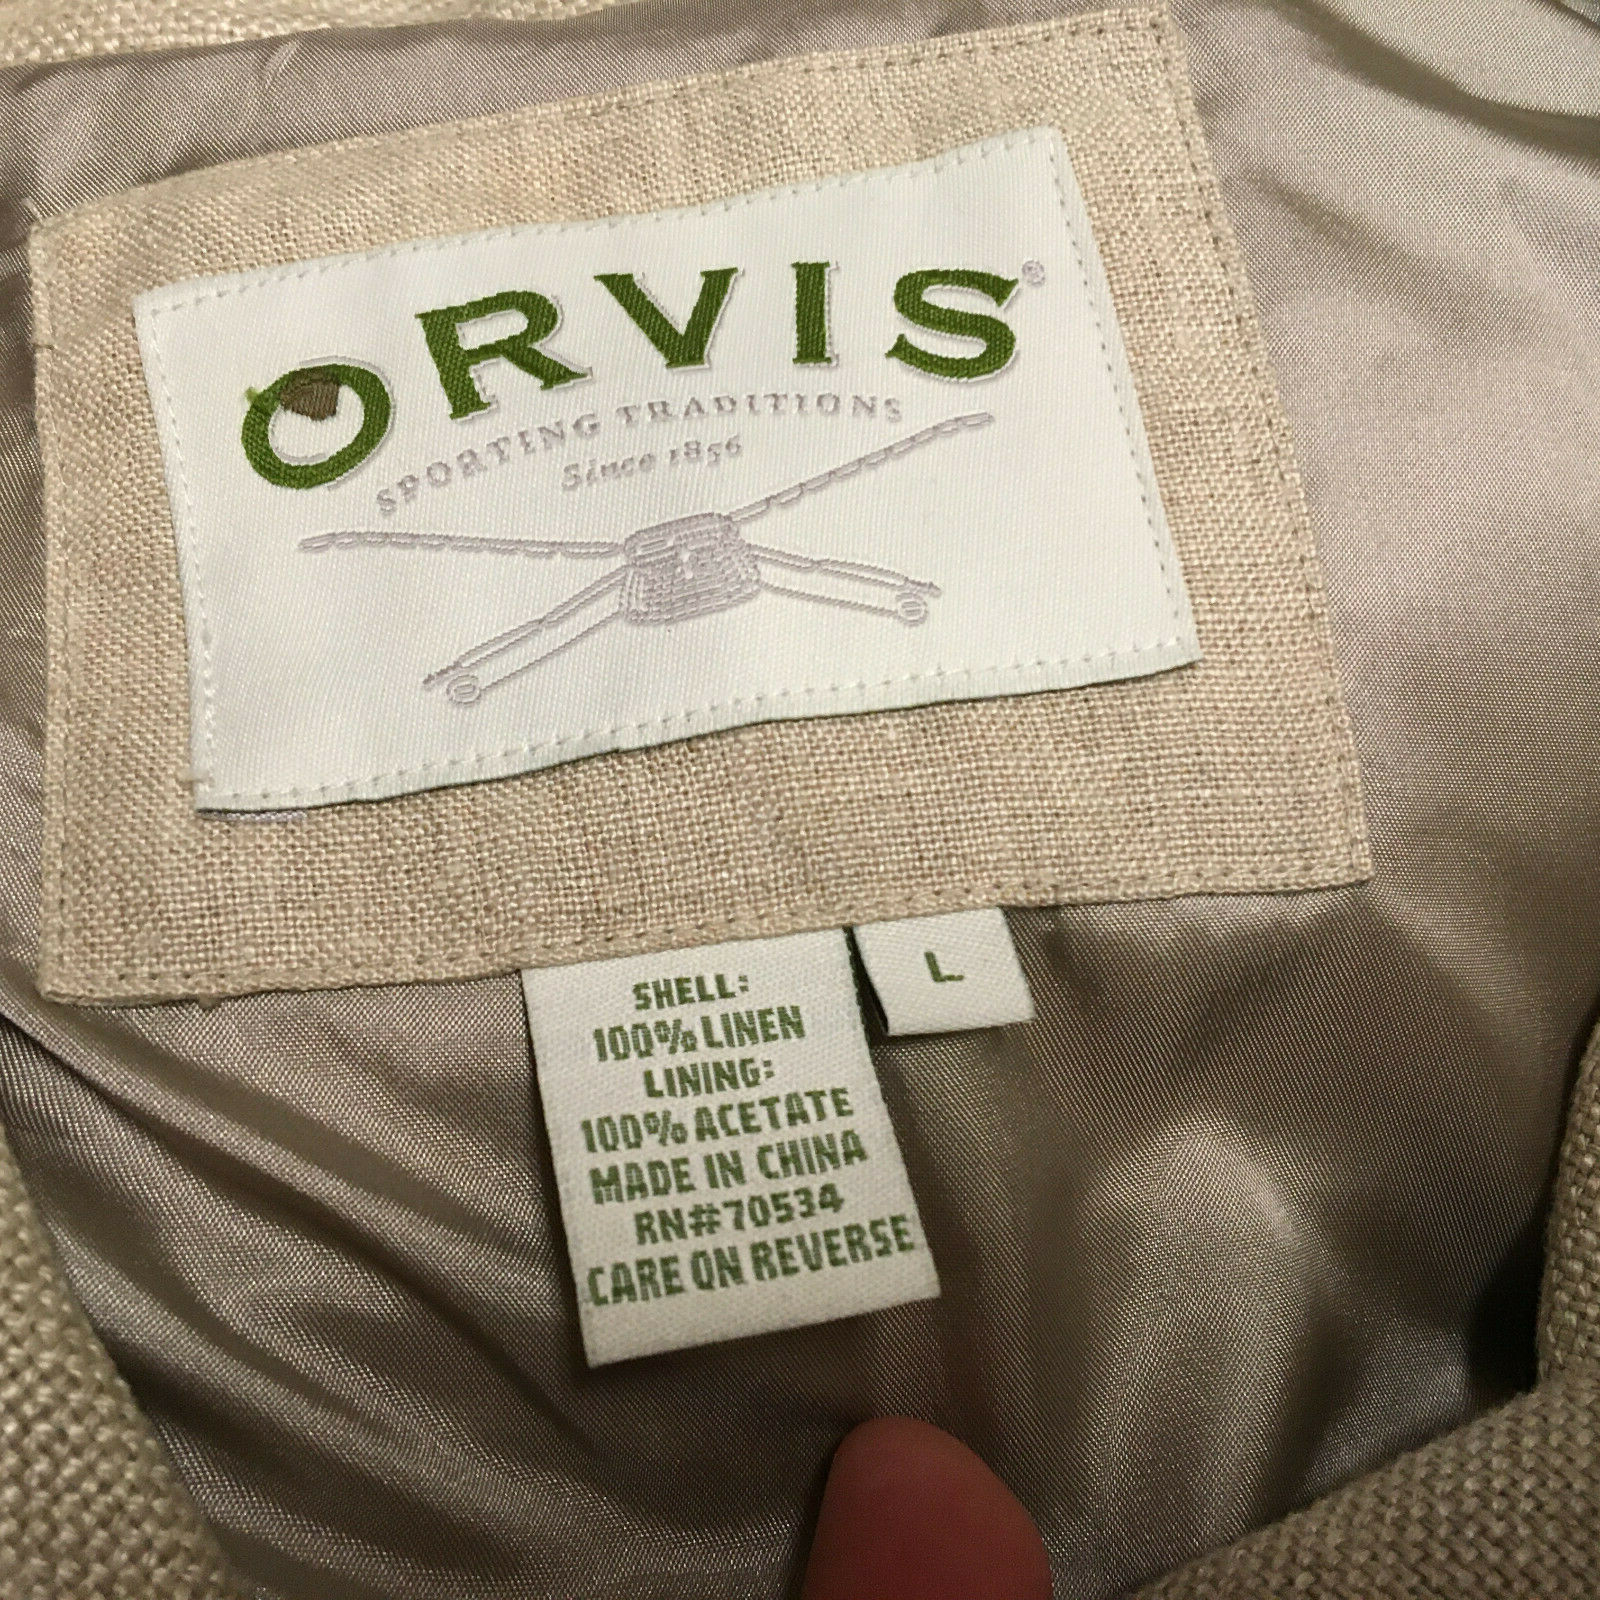 ORVIS®
SPORTING TRADITIONS
Since 1856
L
SHELL:
100% LINEN
LINING:
100% ACETATE
MADE IN CHINA
RN#70534
CARE ON REVERSE